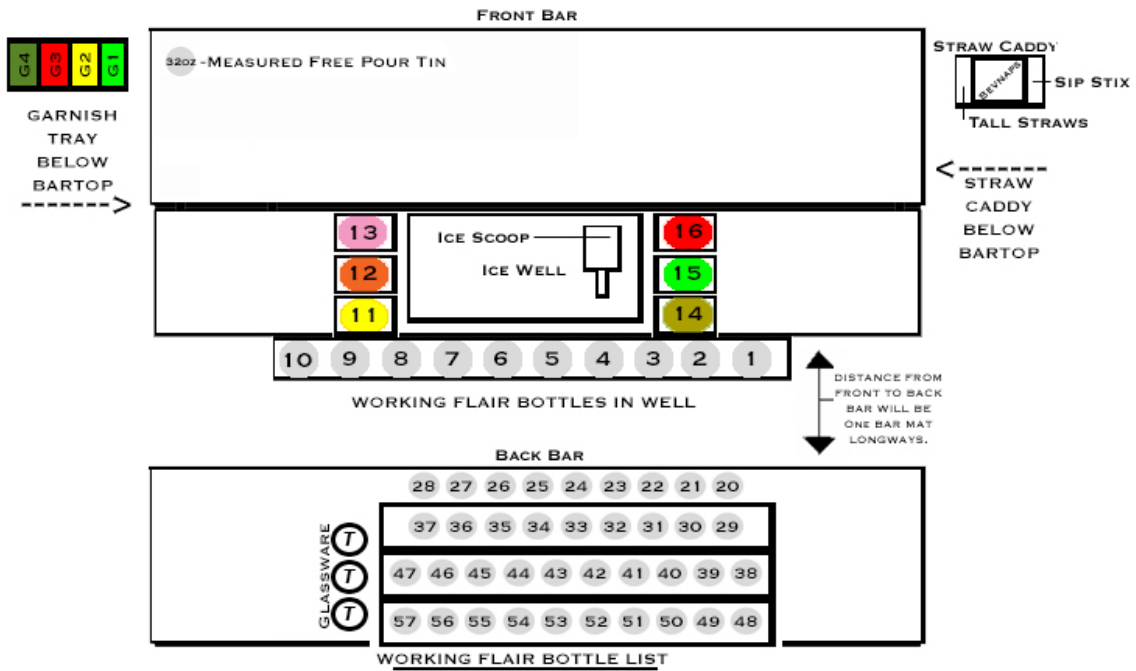 FRONT BAR
G4 G3 G2 G1
32OZ -MEASURED FREE POUR TIN
STRAW CADDY
BEVNAPS
SIP STIX
TALL STRAWS
GARNISH
TRAY
BELOW
BARTOP
STRAW
CADDY
BELOW
BARTOP
13
12
11
ICE SCOOP
ICE WELL
16
15
14
10 9 8 7 6 5 4 3 2 1
WORKING FLAIR BOTTLES IN WELL
DISTANCE FROM
FRONT TO BACK
BAR WILL BE
ONE BAR MAT
LONGWAYS.
BACK BAR
28 27 26 25 24 23 22 21 20
37 36 35 34 33 32 31 30 29
47 46 45 44 43 42 41 40 39 38
57 56 55 54 53 52 51 50 49 48
GLASSWARE
T
T
T
WORKING FLAIR BOTTLE LIST